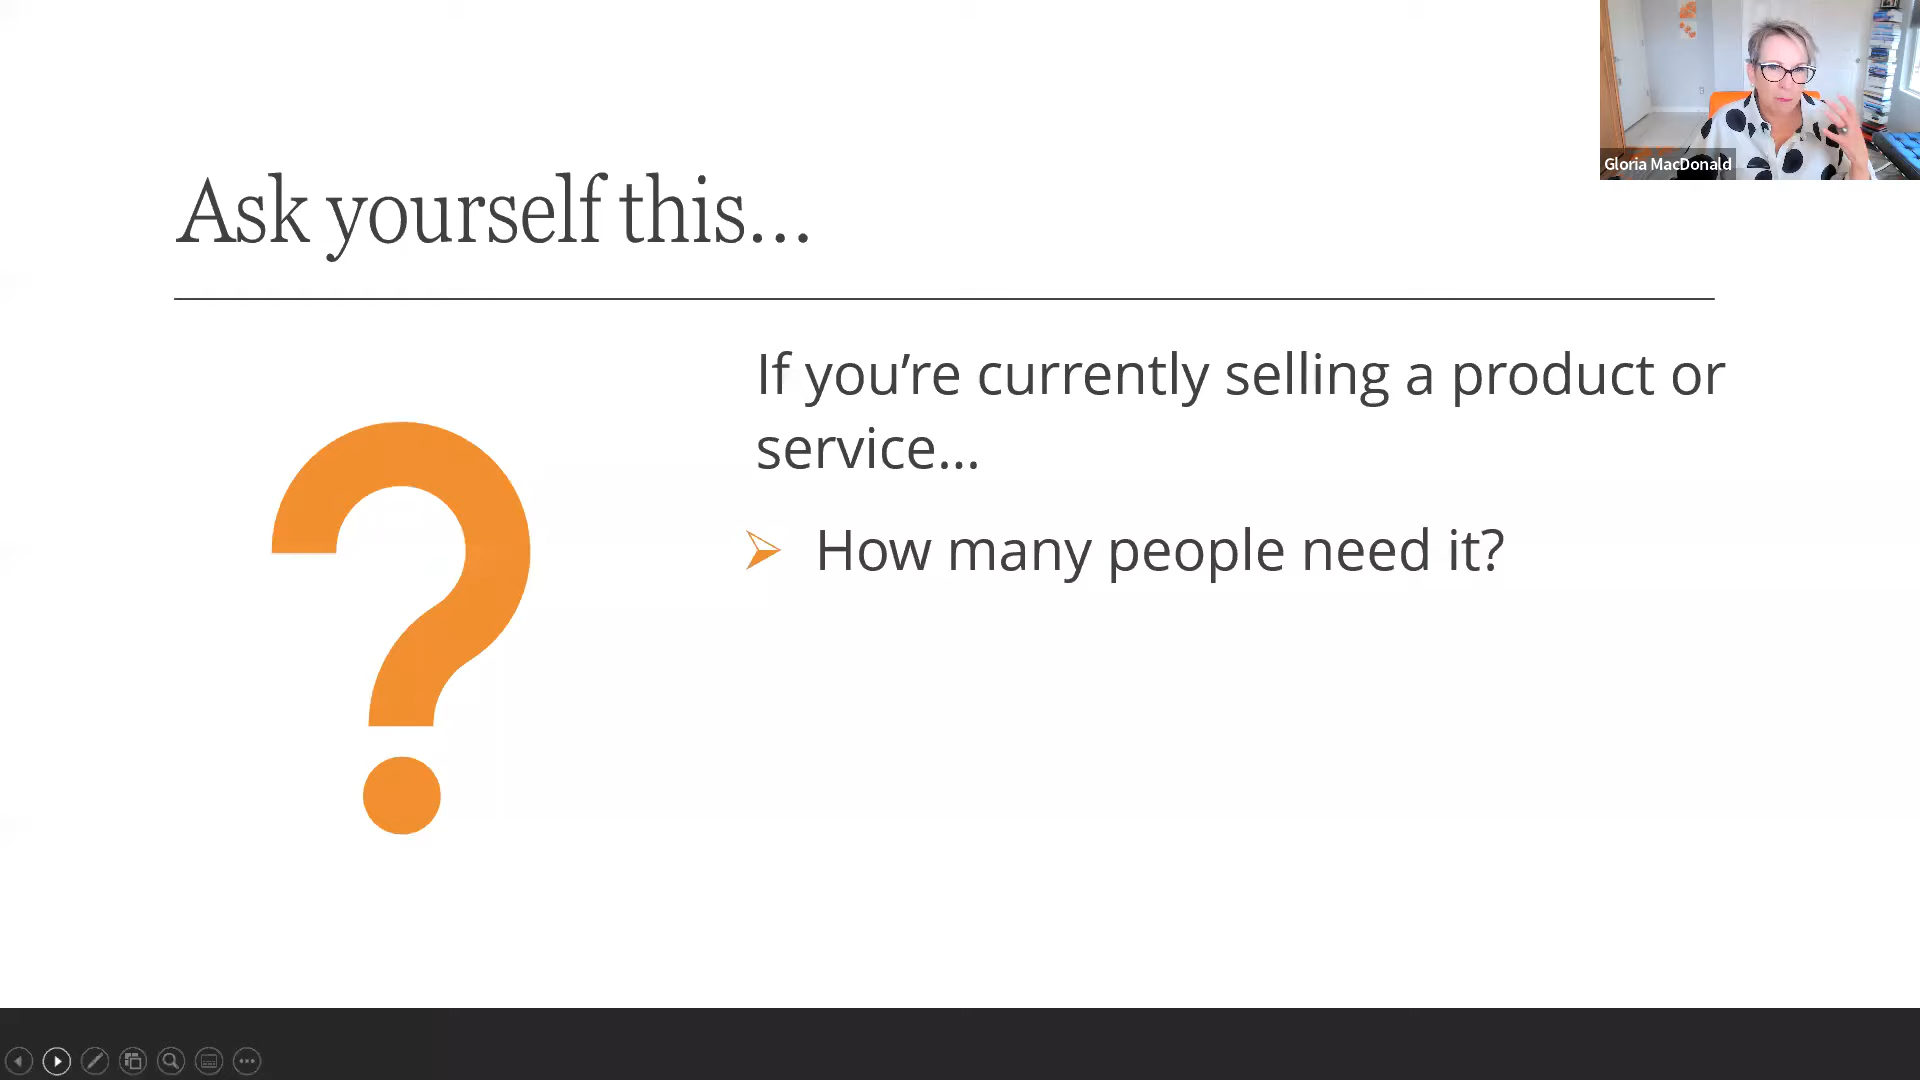 Gloria MacDonald
Ask yourself this...
If you’re currently selling a product or
service...
How many people need it?